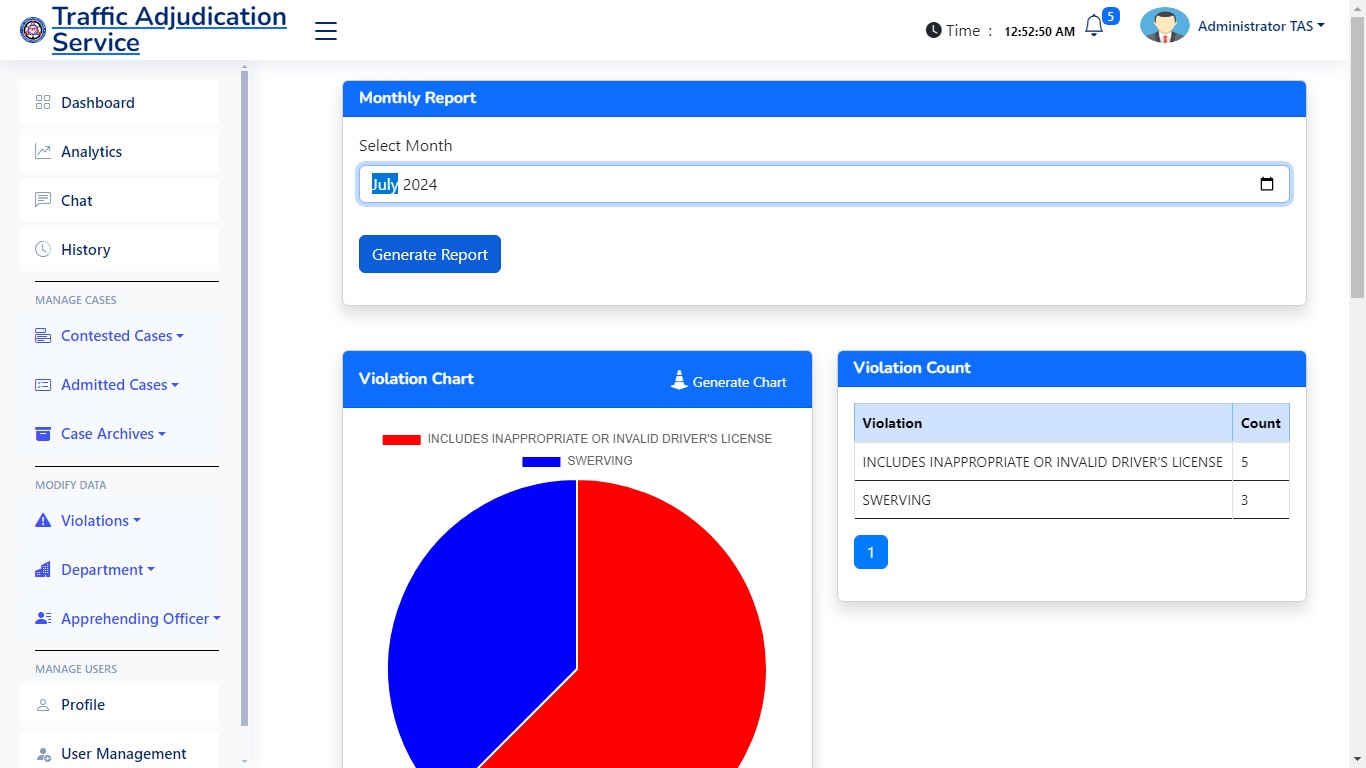 Traffic Adjudication
Service
Time : 12:52:50 AM
5
Administrator TAS
Dashboard
Analytics
Chat
History
MANAGE CASES
Contested Cases
Admitted Cases
Case Archives
MODIFY DATA
Violations
Department
Apprehending Officer
MANAGE USERS
Profile
User Management
Monthly Report
Select Month
July 2024
Generate Report
Violation Chart
Generate Chart
INCLUDES INAPPROPRIATE OR INVALID DRIVER'S LICENSE
SWERVING
Violation Count
Violation Count
INCLUDES INAPPROPRIATE OR INVALID DRIVER'S LICENSE 5
SWERVING 3
1